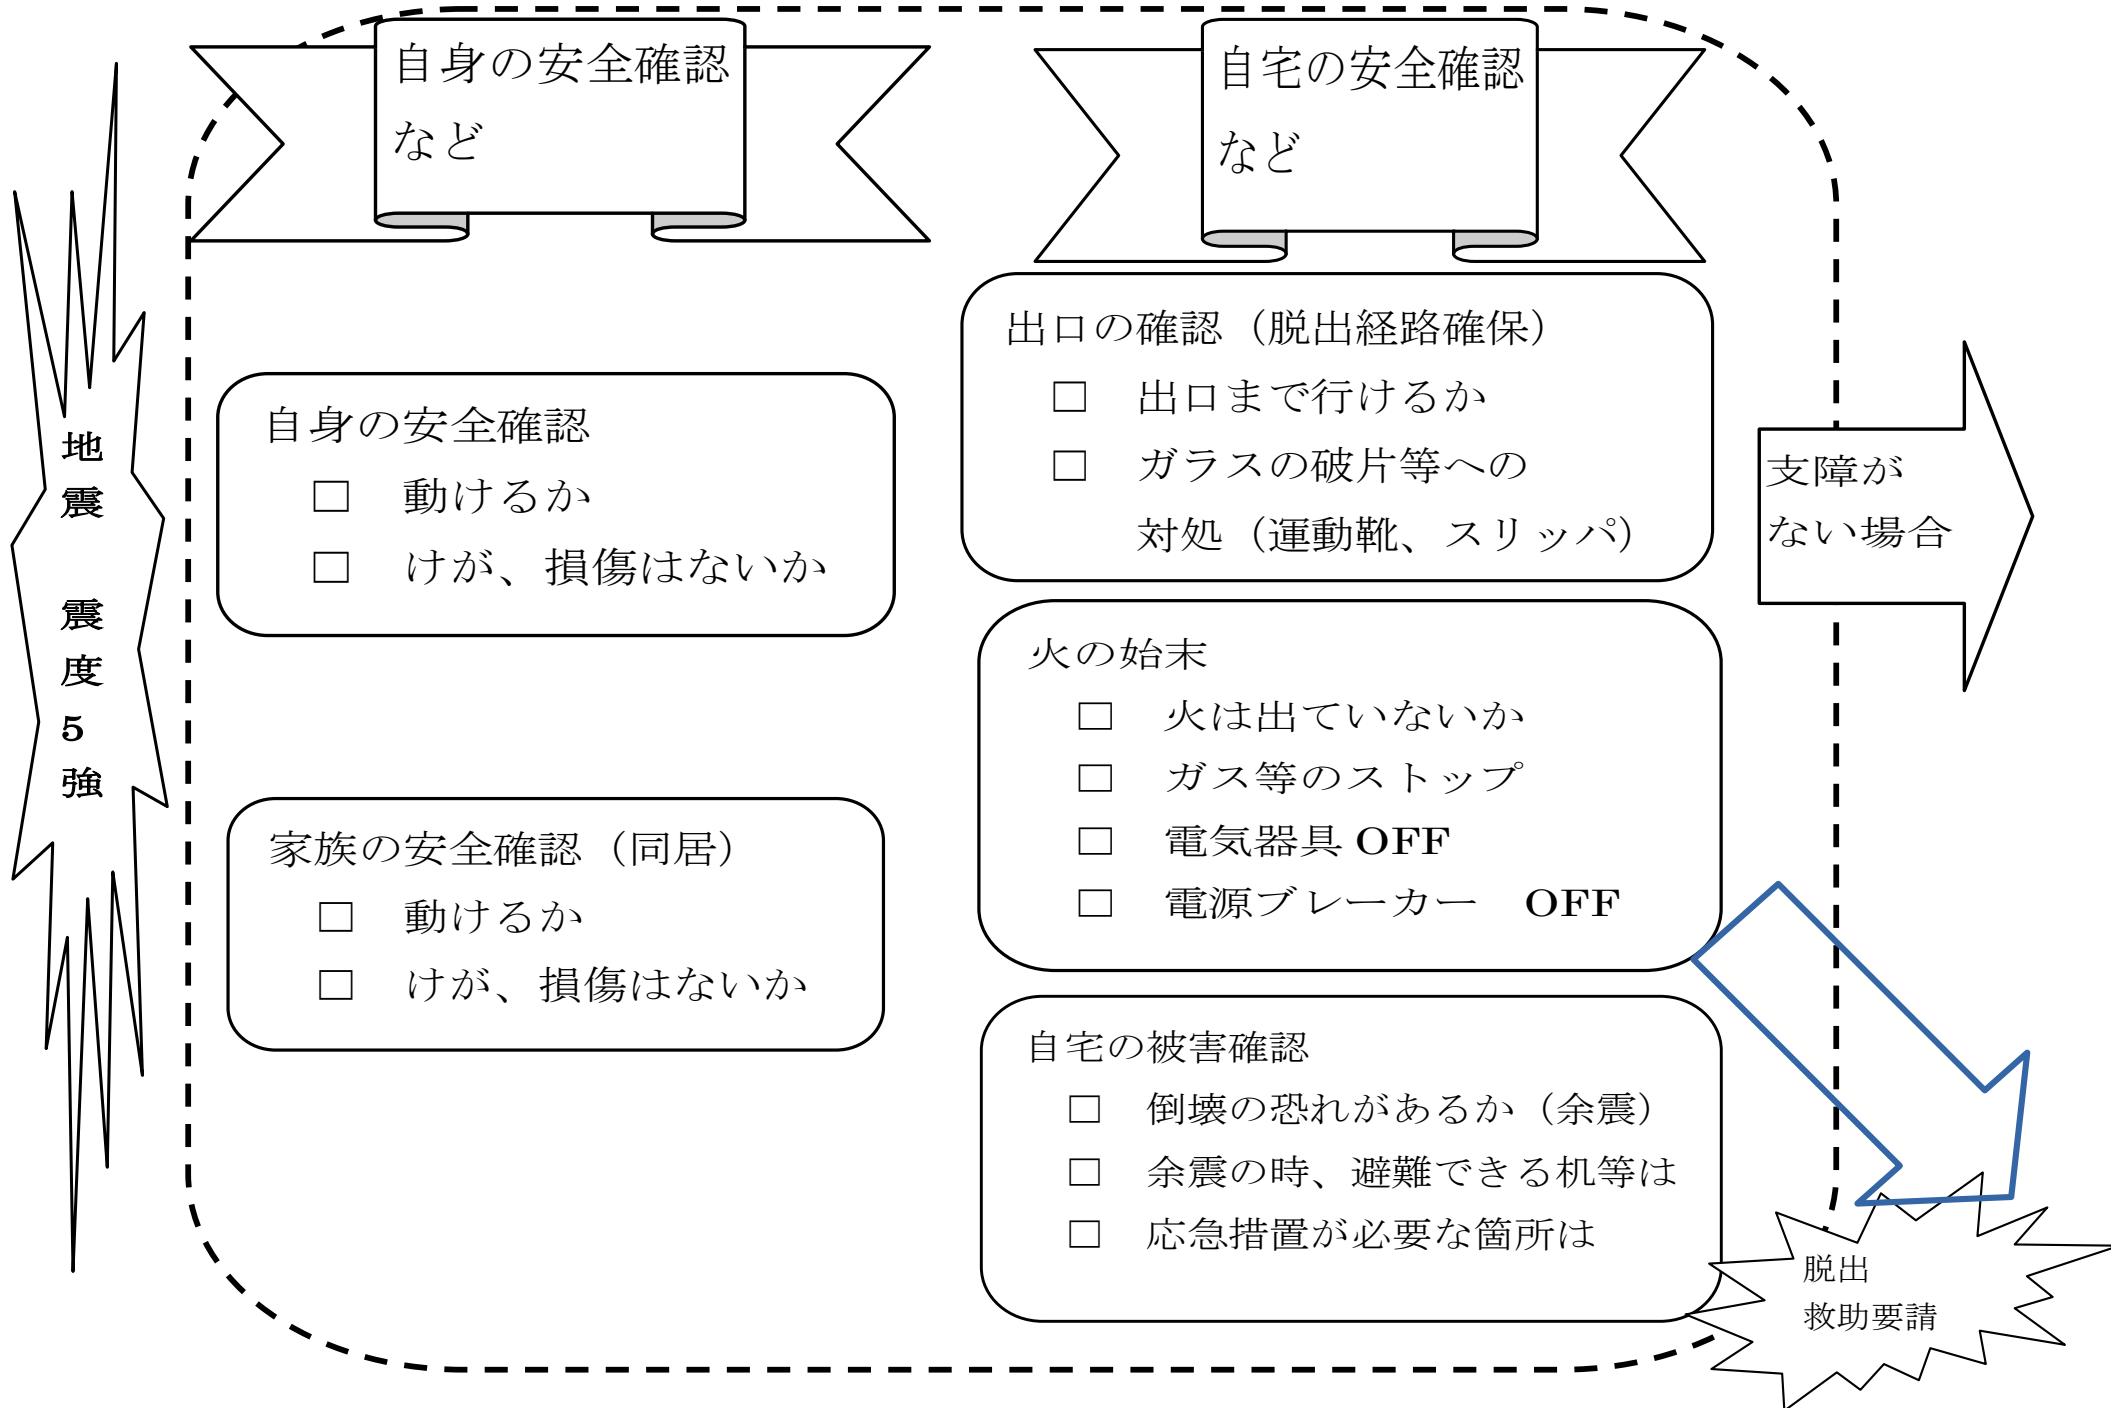 地震 震度5強
自身の安全確認
など
自身の安全確認
□ 動けるか
□ けが、損傷はないか
家族の安全確認（同居）
□ 動けるか
□ けが、損傷はないか
自宅の安全確認
など
出口の確認（脱出経路確保）
□ 出口まで行けるか
□ ガラスの破片等への
対処（運動靴、スリッパ）
火の始末
□ 火は出ていないか
□ ガス等のストップ
□ 電気器具 OFF
□ 電源ブレーカー OFF
自宅の被害確認
□ 倒壊の恐れがあるか（余震）
□ 余震の時、避難できる机等は
□ 応急措置が必要な箇所は
支障が
ない場合
脱出
救助要請